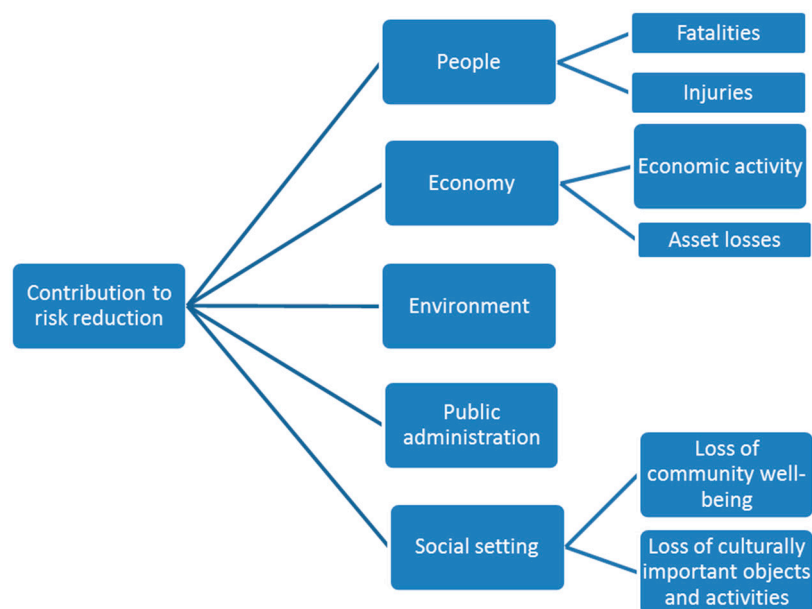 Contribution to
risk reduction
People
Fatalities
Injuries
Economy
Economic activity
Asset losses
Environment
Public
administration
Social setting
Loss of
community well-
being
Loss of culturally
important objects
and activities